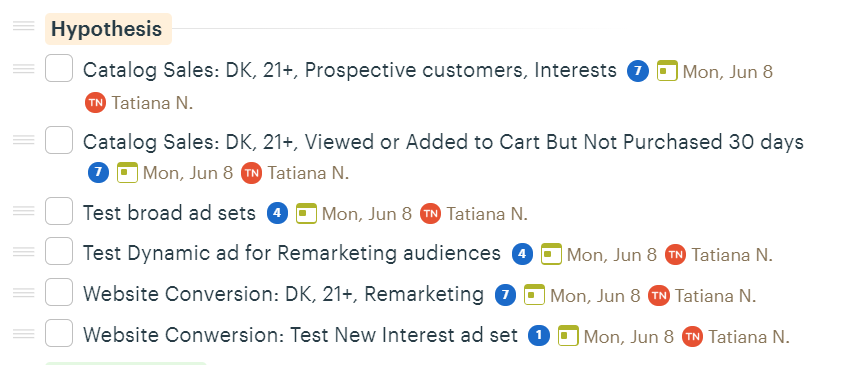 Hypothesis
Catalog Sales: DK, 21+, Prospective customers, Interests 7 Mon, Jun 8
TN Tatiana N.
Catalog Sales: DK, 21+, Viewed or Added to Cart But Not Purchased 30 days
7 Mon, Jun 8 TN Tatiana N.
Test broad ad sets 4 Mon, Jun 8 TN Tatiana N.
Test Dynamic ad for Remarketing audiences 4 Mon, Jun 8 TN Tatiana N.
Website Conversion: DK, 21+, Remarketing 7 Mon, Jun 8 TN Tatiana N.
Website Conwersion: Test New Interest ad set 1 Mon, Jun 8 TN Tatiana N.